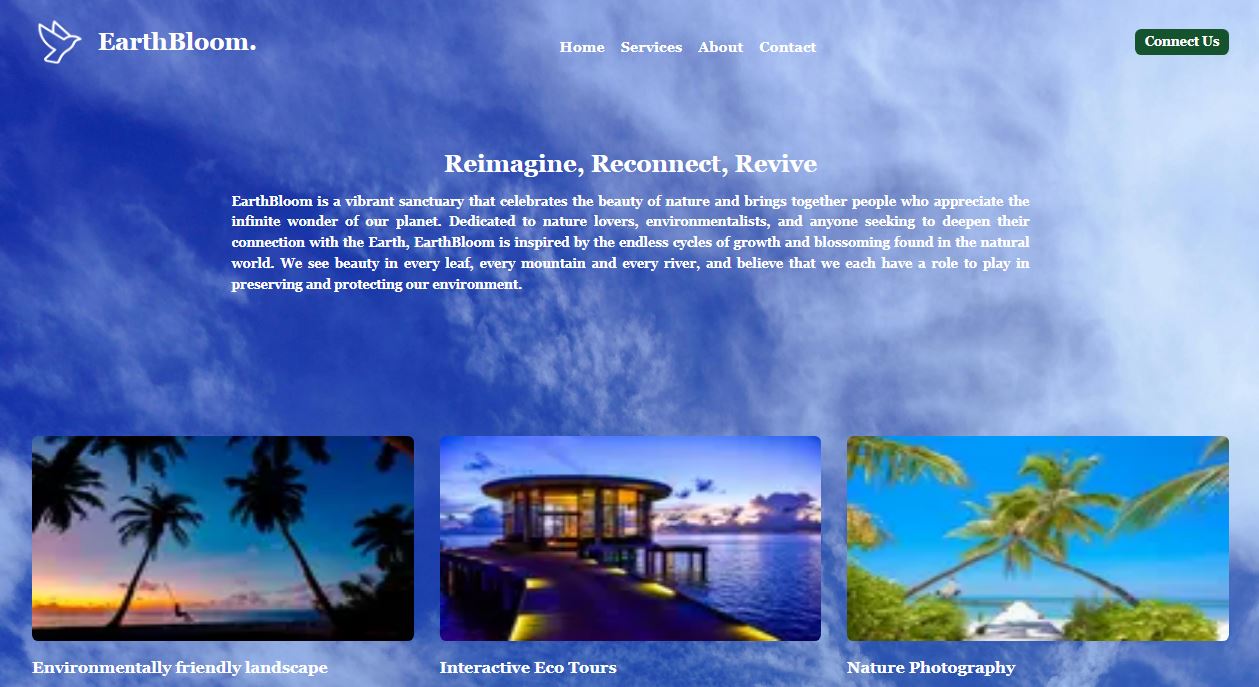 EarthBloom.
Home Services About Contact
Connect Us
Reimagine, Reconnect, Revive
EarthBloom is a vibrant sanctuary that celebrates the beauty of nature and brings together people who appreciate the
infinite wonder of our planet. Dedicated to nature lovers, environmentalists, and anyone seeking to deepen their
connection with the Earth, EarthBloom is inspired by the endless cycles of growth and blossoming found in the natural
world. We see beauty in every leaf, every mountain and every river, and believe that we each have a role to play in
preserving and protecting our environment.
Environmentally friendly landscape
Interactive Eco Tours
Nature Photography